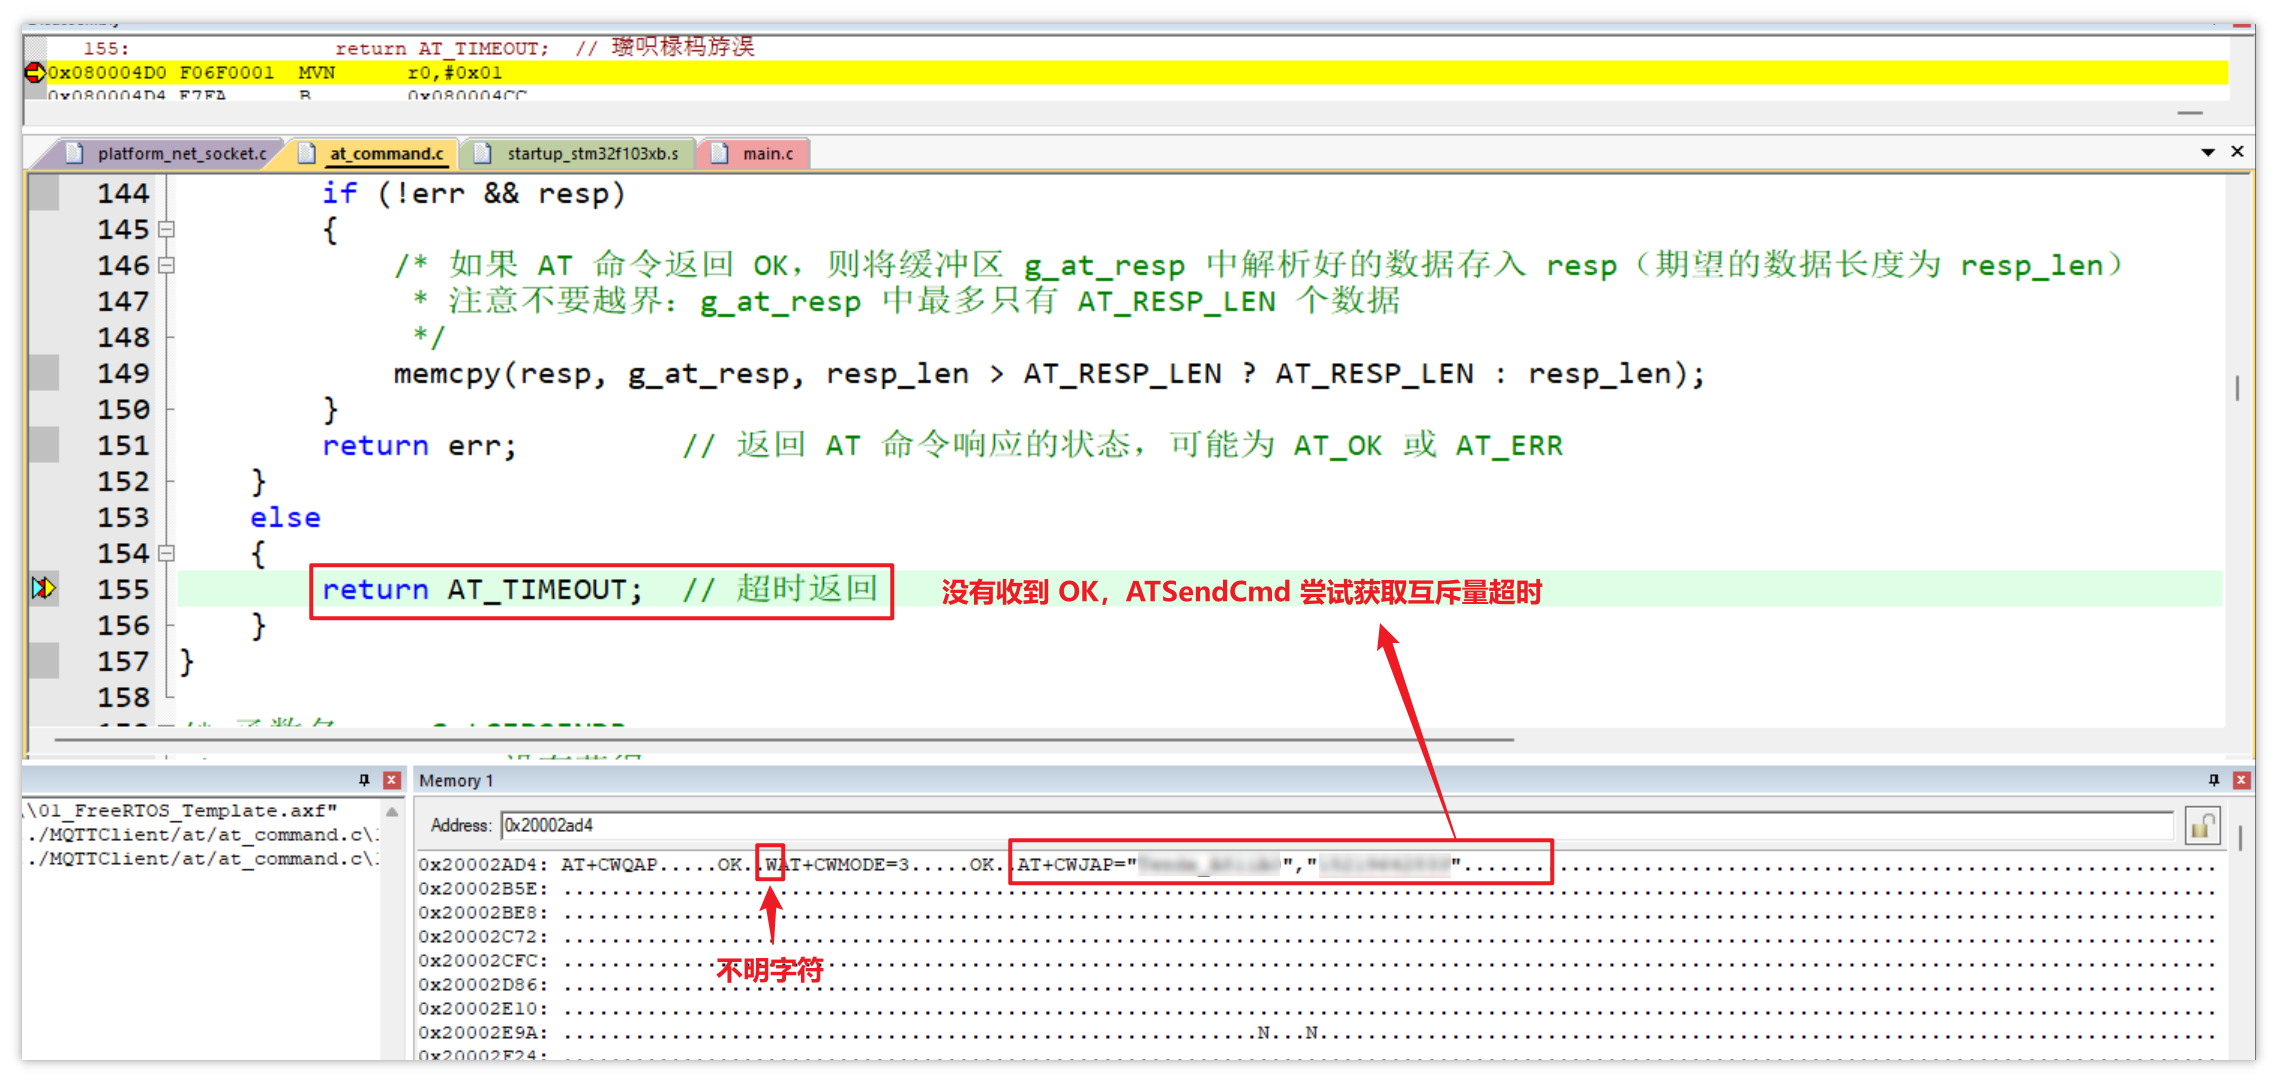 155:                 return AT_TIMEOUT;  //
0x080004D0 F06F0001  MVN      r0,#0x01
0x080004D4 E7FA      B        0x080004CC
platform_net_socket.c
at_command.c
startup_stm32f103xb.s
main.c
144         if (!err && resp)
145         {
146             /* 如果 AT 命令返回 OK，则将缓冲区 g_at_resp 中解析好的数据存入 resp（期望的数据长度为 resp_len）
147              * 注意不要越界：g_at_resp 中最多只有 AT_RESP_LEN 个数据
148              */
149             memcpy(resp, g_at_resp, resp_len > AT_RESP_LEN ? AT_RESP_LEN : resp_len);
150         }
151         return err;         // 返回 AT 命令响应的状态，可能为 AT_OK 或 AT_ERR
152     }
153     else
154     {
155         return AT_TIMEOUT;  // 超时返回
没有收到 OK，ATSendCmd 尝试获取互斥量超时
156     }
157 }
158
\01_FreeRTOS_Template.axf"
./MQTTClient/at/at_command.c\
./MQTTClient/at/at_command.c\
Memory 1
Address: 0x20002ad4
0x20002AD4: AT+CWQAP.....OK..WAT+CWMODE=3.....OK..AT+CWJAP="","".......
0x20002B5E:
0x20002BE8:
0x20002C72:
0x20002CFC:
不明字符
0x20002D86:
0x20002E10:
0x20002E9A: N...N
0x20002F24: